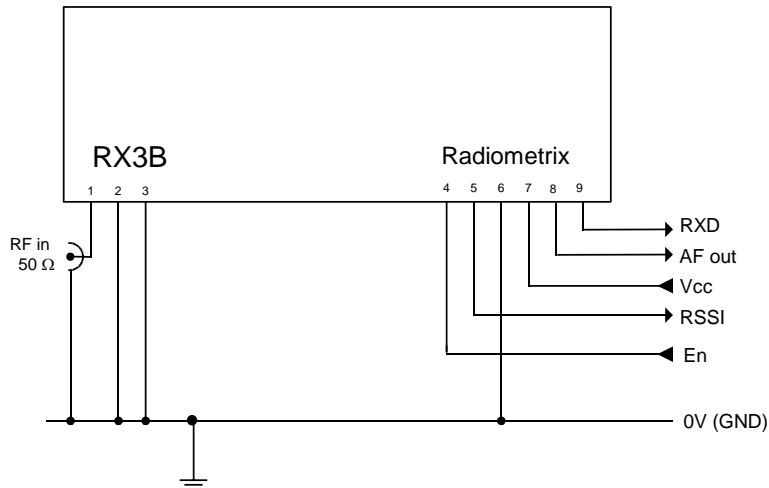 RX3B
Radiometrix
1 2 3
4 5 6 7 8 9
RF in
50 Ω
RXD
AF out
Vcc
RSSI
En
0V (GND)